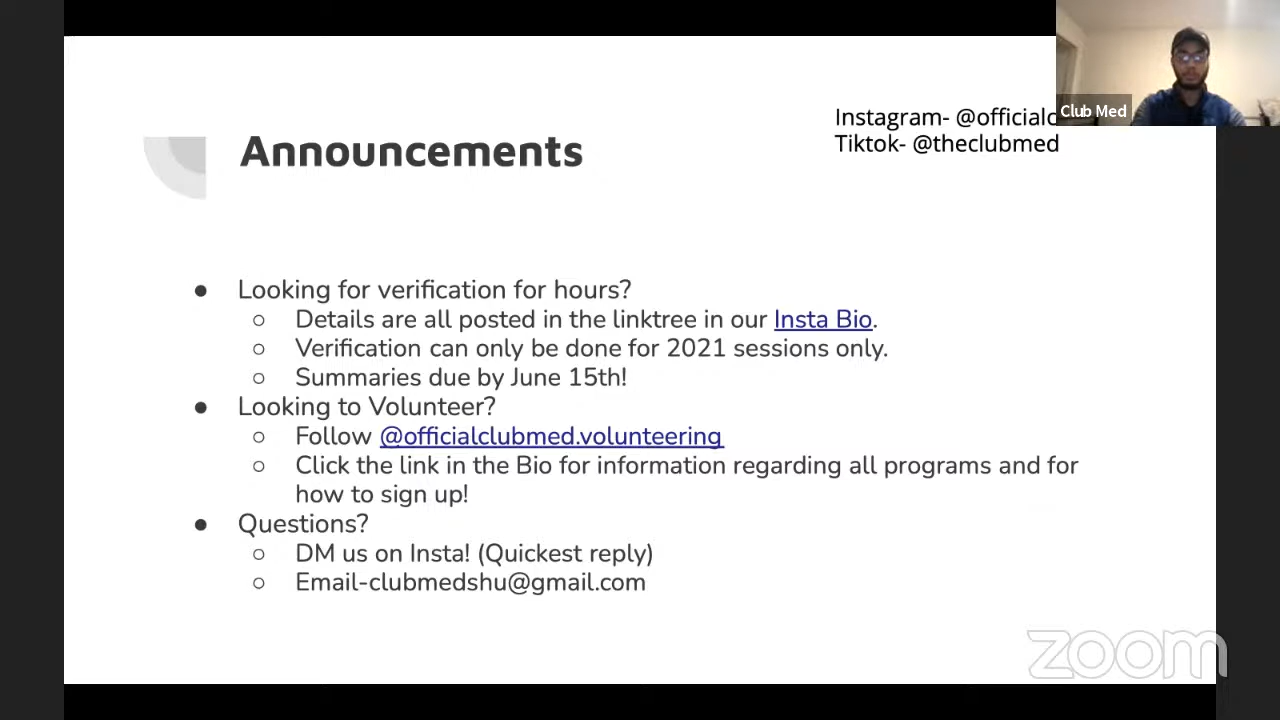 Instagram- @officialc
Tiktok- @theclubmed
Club Med
Announcements
● Looking for verification for hours?
○ Details are all posted in the linktree in our Insta Bio.
○ Verification can only be done for 2021 sessions only.
○ Summaries due by June 15th!
● Looking to Volunteer?
○ Follow @officialclubmed.volunteering
○ Click the link in the Bio for information regarding all programs and for
how to sign up!
● Questions?
○ DM us on Insta! (Quickest reply)
○ Email-clubmedshu@gmail.com
zoom